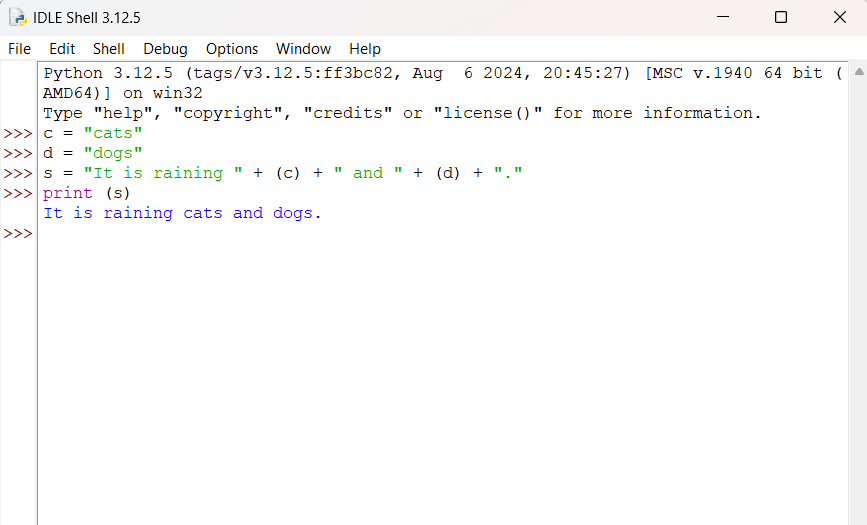 IDLE Shell 3.12.5
File Edit Shell Debug Options Window Help
Python 3.12.5 (tags/v3.12.5:ff3bc82, Aug  6 2024, 20:45:27) [MSC v.1940 64 bit (
AMD64)] on win32
Type "help", "copyright", "credits" or "license()" for more information.
>>> c = "cats"
>>> d = "dogs"
>>> s = "It is raining " + (c) + " and " + (d) + "."
>>> print (s)
It is raining cats and dogs.
>>>